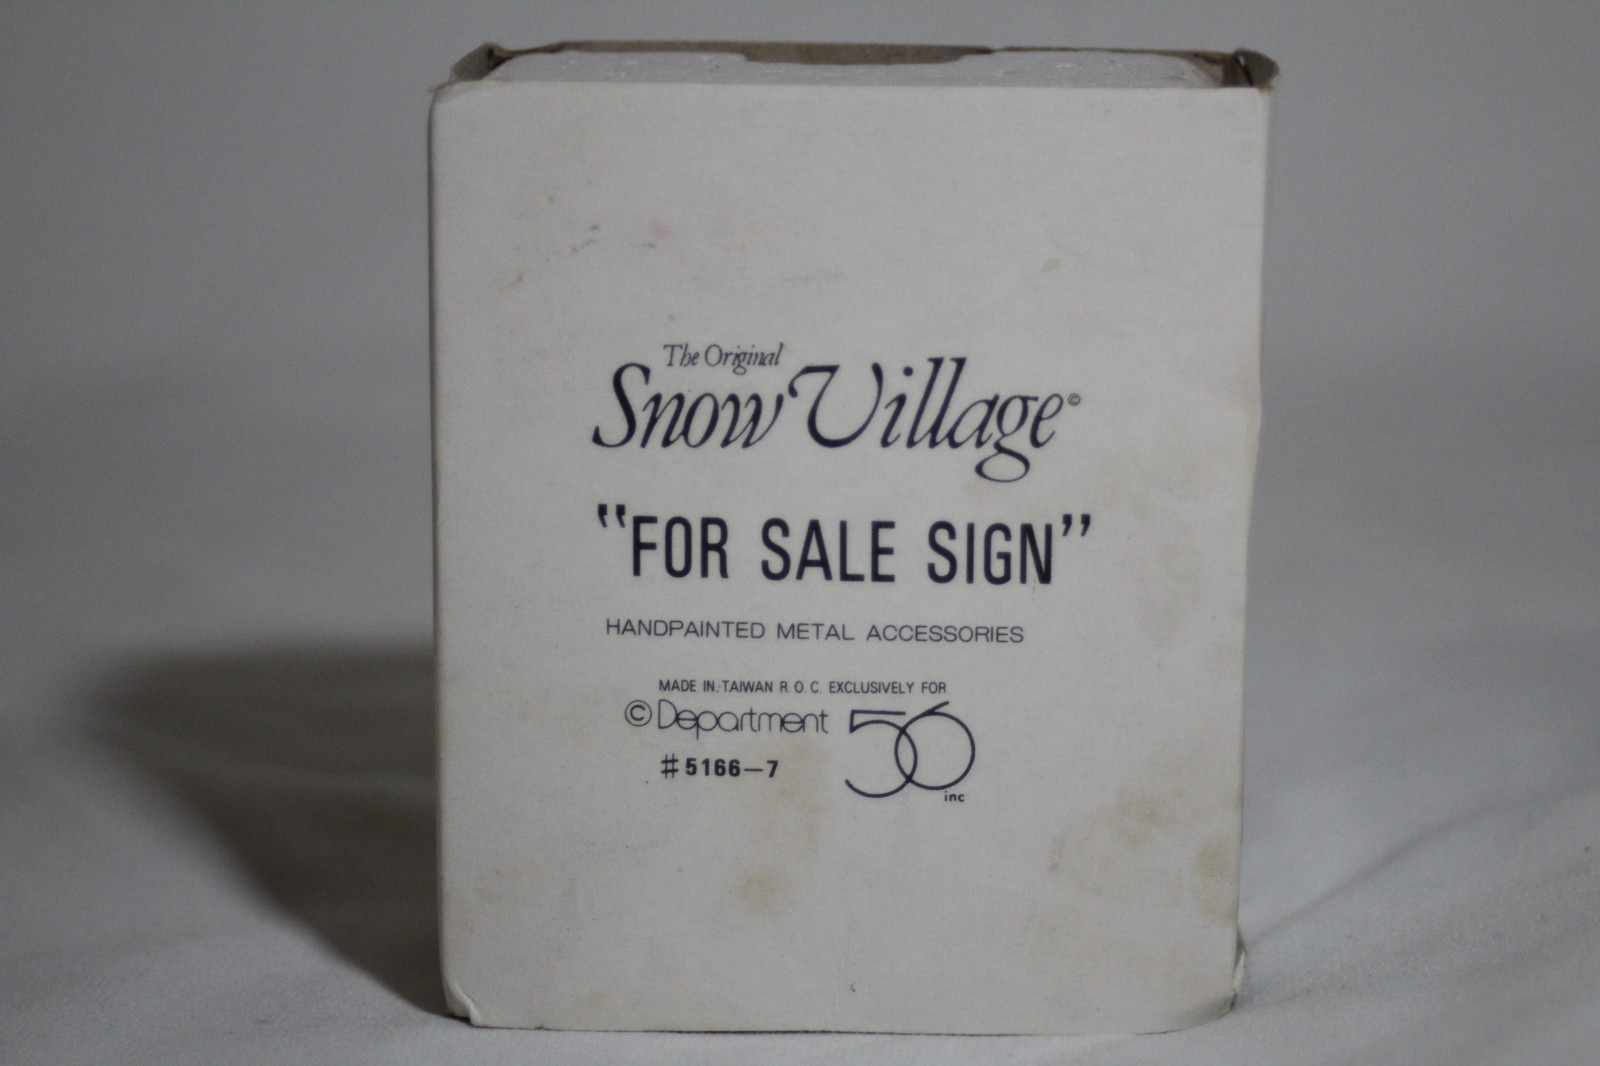 The Original
Snow Village©
"FOR SALE SIGN"
HANDPAINTED METAL ACCESSORIES
MADE IN TAIWAN R.O.C. EXCLUSIVELY FOR
© Department 56 inc
#5166-7